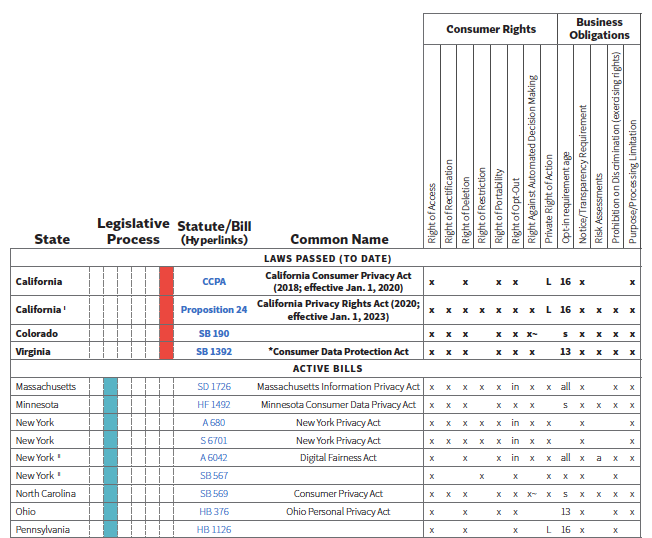 Consumer Rights
Business Obligations
Right of Access
Right of Rectification
Right of Deletion
Right of Restriction
Right of Portability
Right of Opt-Out
Right Against Automated Decision Making
Private Right of Action
Opt-in requirement age
Notice/Transparency Requirement
Risk Assessments
Prohibition on Discrimination (exercising rights)
Purpose/Processing Limitation
State Legislative Process Statute/Bill (Hyperlinks) Common Name
LAWS PASSED (TO DATE)
California CCPA California Consumer Privacy Act (2018; effective Jan. 1, 2020) x x x x L 16 x x
California I Proposition 24 California Privacy Rights Act (2020; effective Jan. 1, 2023) x x x x x x x L 16 x x x x
Colorado SB 190 x x x x x x~ s x x x x
Virginia SB 1392 *Consumer Data Protection Act x x x x x x 13 x x x x
ACTIVE BILLS
Massachusetts SD 1726 Massachusetts Information Privacy Act x x x x x in x x all x x x
Minnesota HF 1492 Minnesota Consumer Data Privacy Act x x x x x s x x x x
New York A 680 New York Privacy Act x x x x x in x x x x
New York S 6701 New York Privacy Act x x x x x in x x x x
New York II A 6042 Digital Fairness Act x x x x in x x all x a x x
New York II SB 567 x x x x x x
North Carolina SB 569 Consumer Privacy Act x x x x x x~ x s x x x x
Ohio HB 376 Ohio Personal Privacy Act x x x x 13 x x x
Pennsylvania HB 1126 x x x L 16 x x